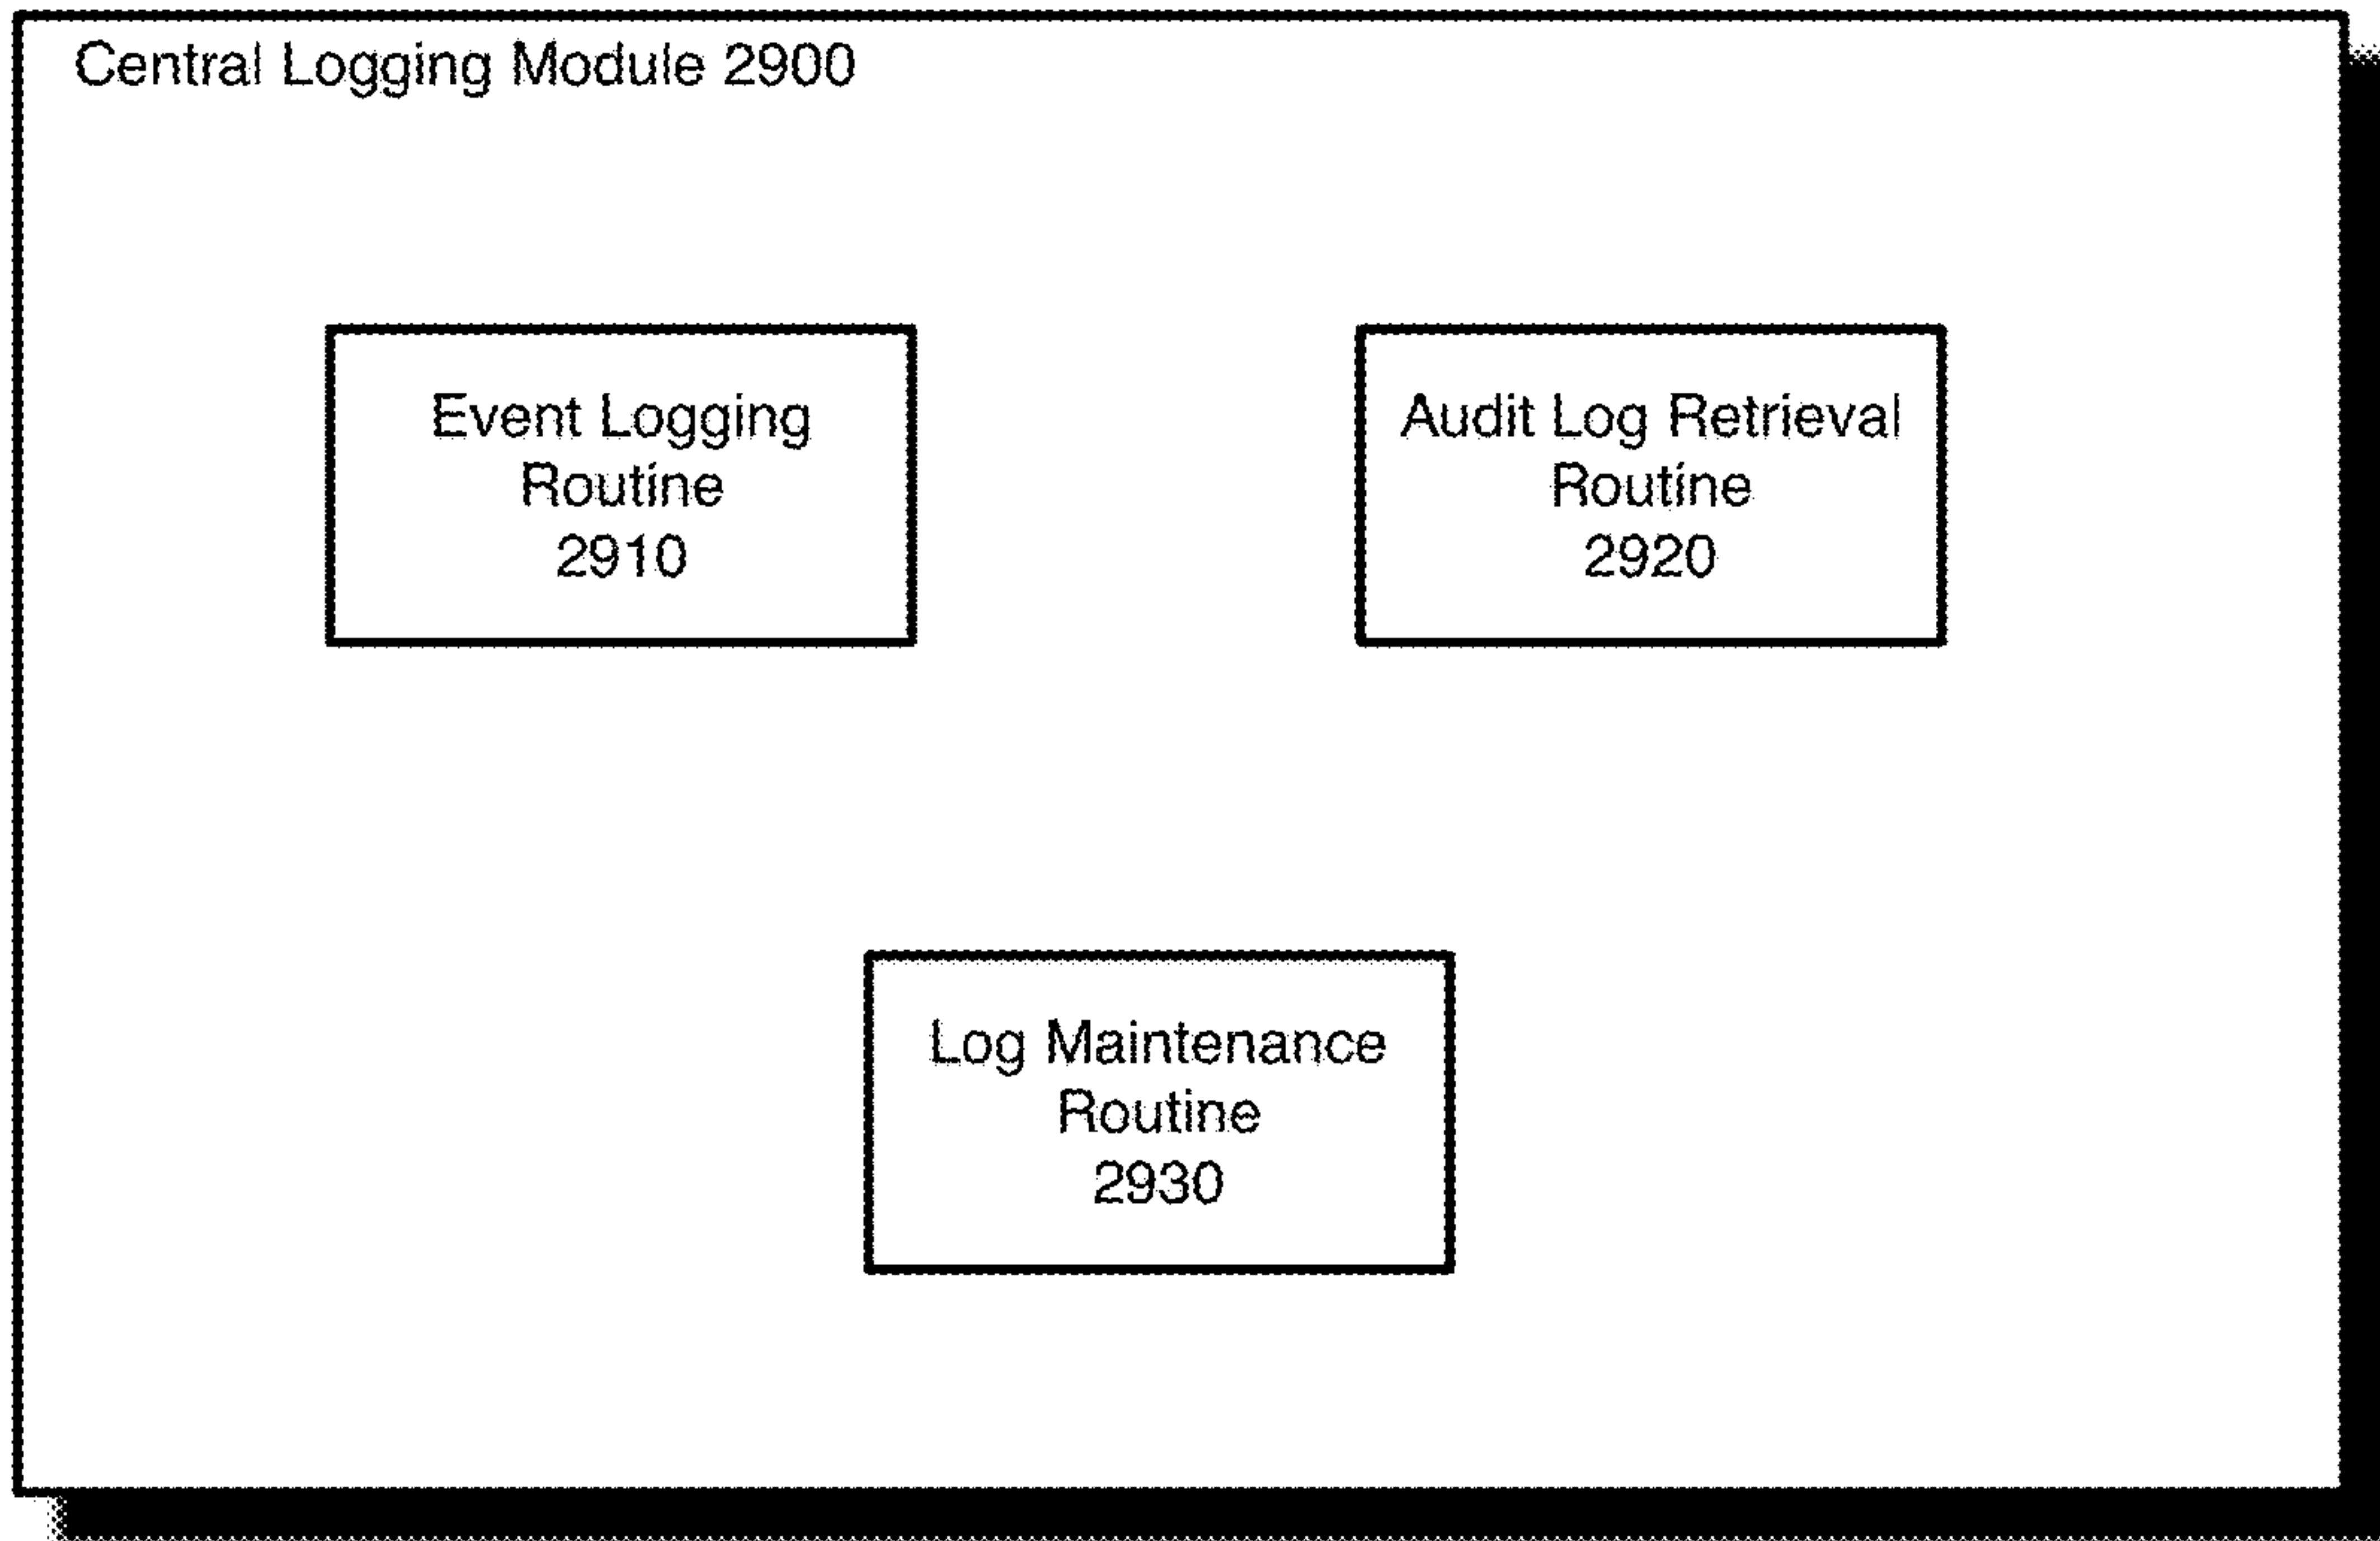 Central Logging Module 2900
Event Logging
Routine
2910
Audit Log Retrieval
Routine
2920
Log Maintenance
Routine
2930